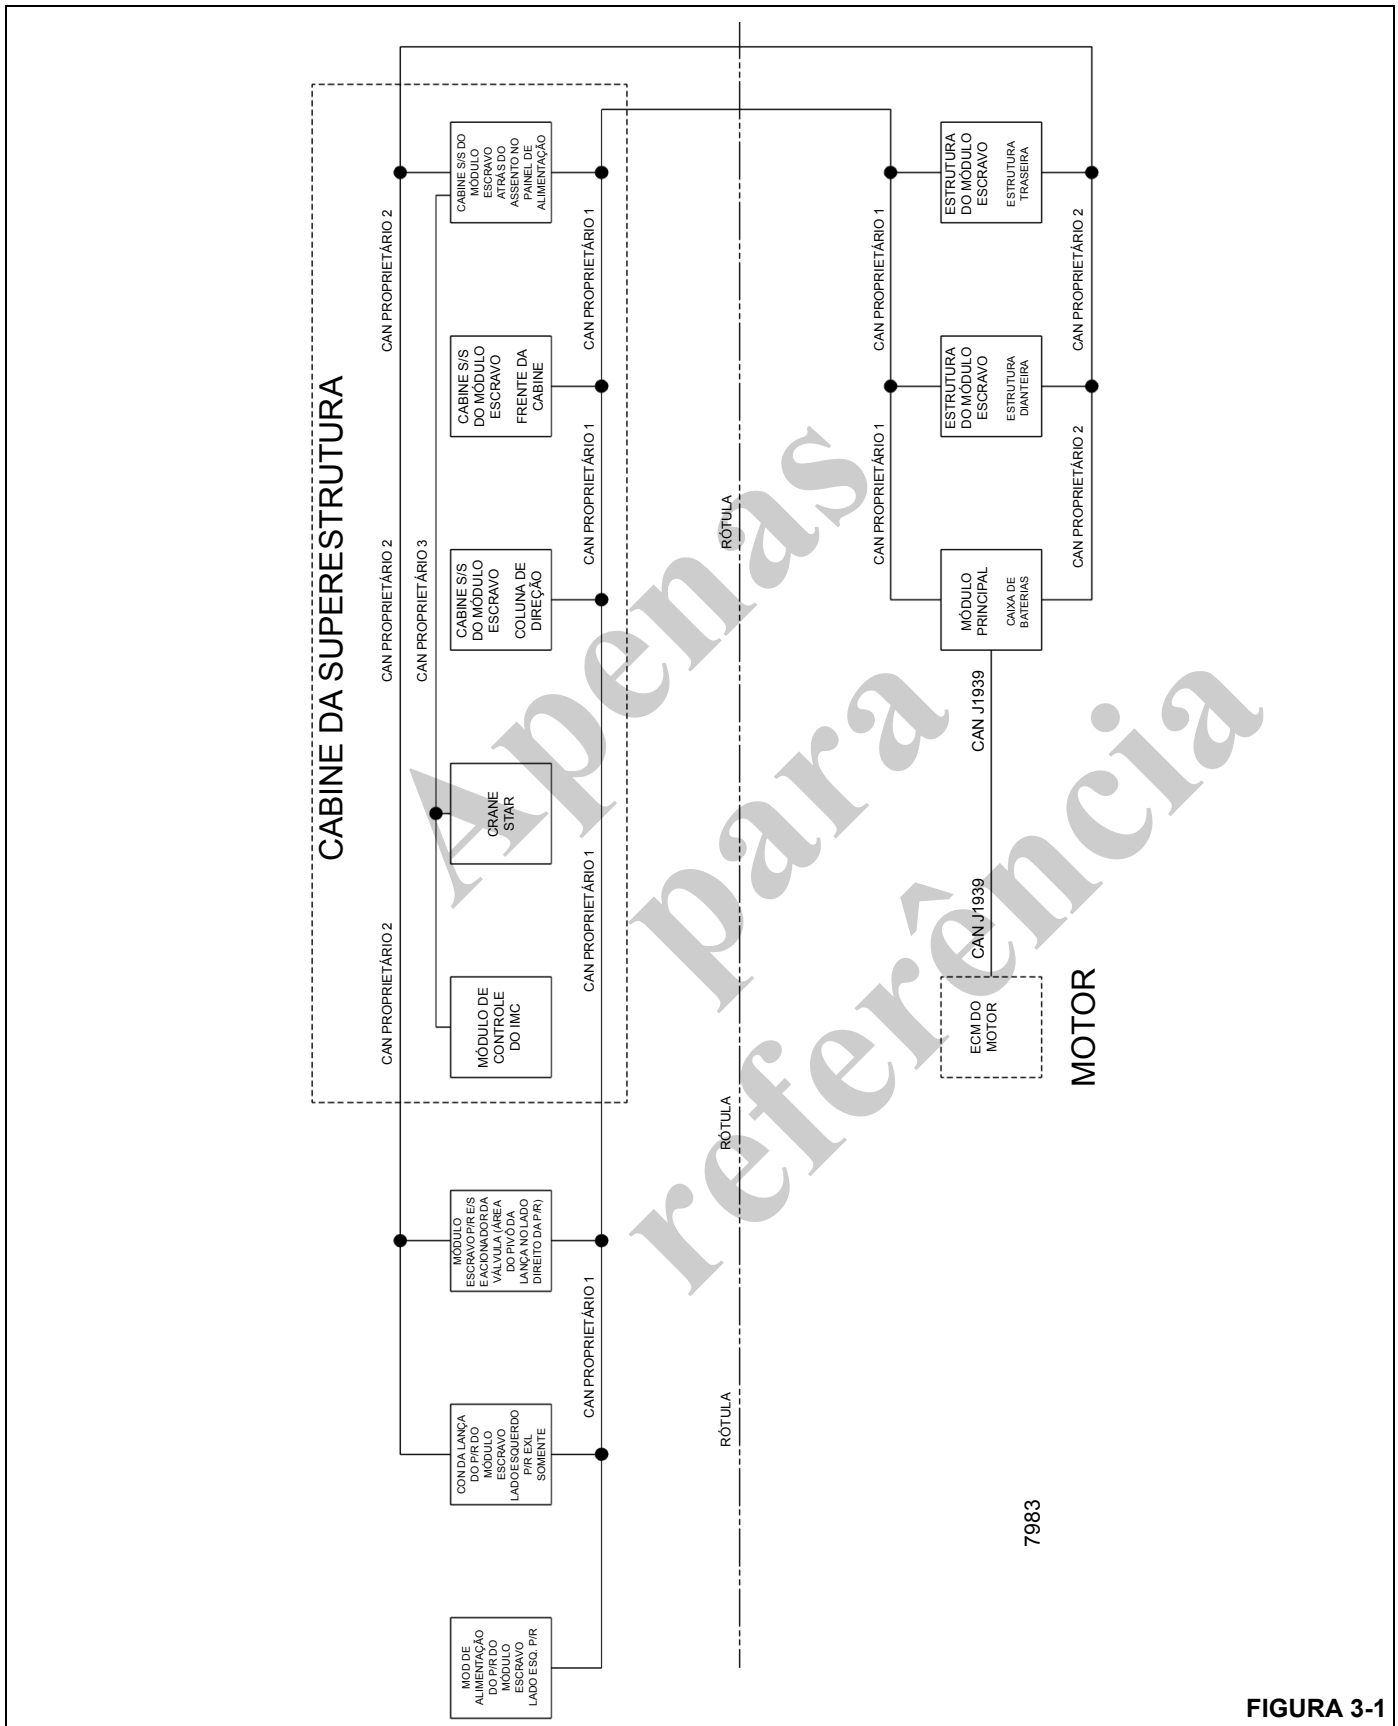 CABINE DA SUPERESTRUTURA
CAN PROPRIETÁRIO 2
CAN PROPRIETÁRIO 2
CAN PROPRIETÁRIO 2
CAN PROPRIETÁRIO 3
MOD DE
ALIMENTAÇÃO
DO P/R DO
MÓDULO
ESCRAVO
LADO ESQ. P/R
CON DA LANÇA
DO P/R DO
MÓDULO
ESCRAVO
LADO ESQUERDO
P/R EXL
SOMENTE
MÓDULO
ESCRAVO P/R E/S
E ACIONADOR DA
VÁLVULA (ÁREA
DO PIVÔ DA
LANÇA NO LADO
DIREITO DA P/R)
MÓDULO DE
CONTROLE
DO IMC
CRANE
STAR
CABINE S/S
DO MÓDULO
ESCRAVO
COLUNA DE
DIREÇÃO
CABINE S/S
DO MÓDULO
ESCRAVO
FRENTE DA
CABINE
CABINE S/S DO
MÓDULO
ESCRAVO
ATRÁS DO
ASSENTO NO
PAINEL DE
ALIMENTAÇÃO
CAN PROPRIETÁRIO 1
CAN PROPRIETÁRIO 1
CAN PROPRIETÁRIO 1
CAN PROPRIETÁRIO 1
RÓTULA
RÓTULA
RÓTULA
CAN PROPRIETÁRIO 1
CAN PROPRIETÁRIO 1
ECM DO
MOTOR
CAN J1939
CAN J1939
MÓDULO
PRINCIPAL
CAIXA DE
BATERIAS
ESTRUTURA
DO MÓDULO
ESCRAVO
ESTRUTURA
DIANTEIRA
ESTRUTURA
DO MÓDULO
ESCRAVO
ESTRUTURA
TRASEIRA
CAN PROPRIETÁRIO 2
CAN PROPRIETÁRIO 2
MOTOR
7983
Apenas
para
referência
FIGURA 3-1